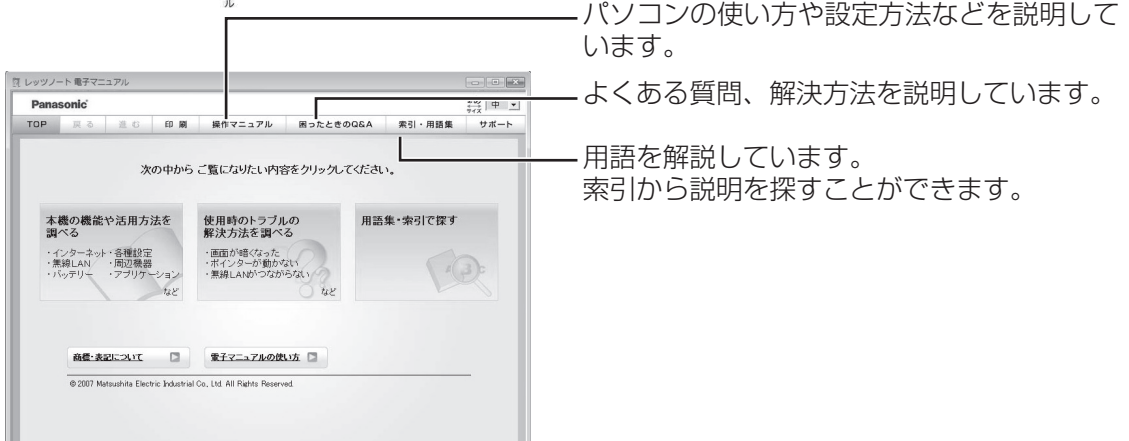 ル
パソコンの使い方や設定方法などを説明して
います。
よくある質問、解決方法を説明しています。
用語を解説しています。
索引から説明を探すことができます。
レッツノート 電子マニュアル
Panasonic
サイズ 中
TOP 戻る 進む 印刷 操作マニュアル 困ったときのQ&A 索引・用語集 サポート
次の中から ご覧になりたい内容をクリックしてください。
本機の機能や活用方法を
調べる
・インターネット ・各種設定
・無線LAN ・周辺機器
・バッテリー ・アプリケーション
など
使用時のトラブルの
解決方法を調べる
・画面が暗くなった
・ポインターが動かない
・無線LANがつながらない
など
用語集・索引で探す
商標・表記について
電子マニュアルの使い方
© 2007 Matsushita Electric Industrial Co., Ltd. All Rights Reserved.